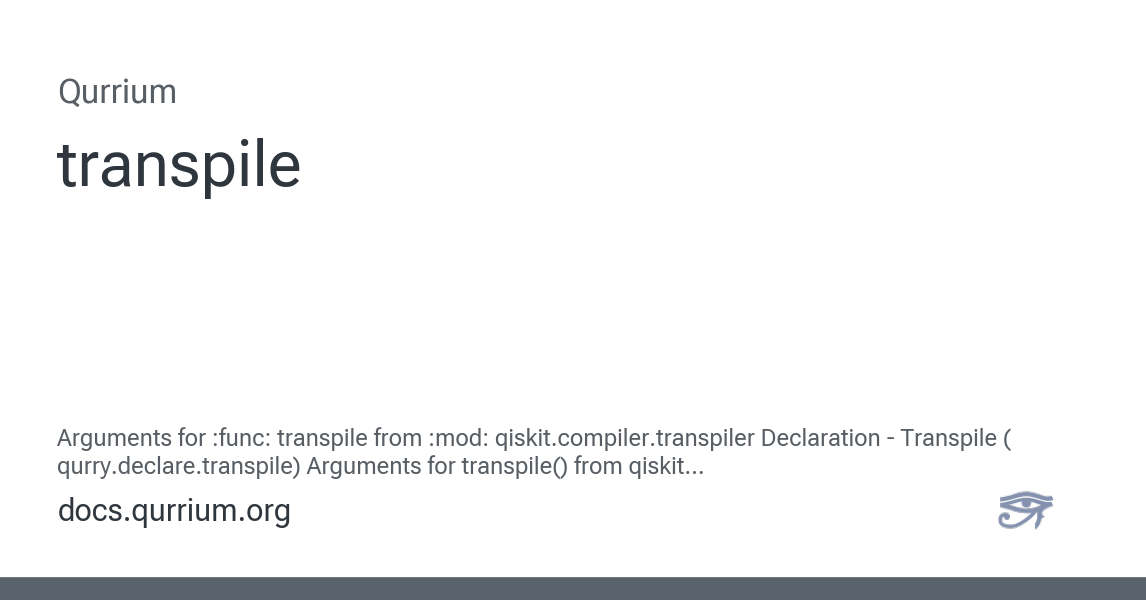 Qurrium
transpile
Arguments for :func: transpile from :mod: qiskit.compiler.transpiler Declaration - Transpile (
qurry.declare.transpile) Arguments for transpile() from qiskit...
docs.qurrium.org